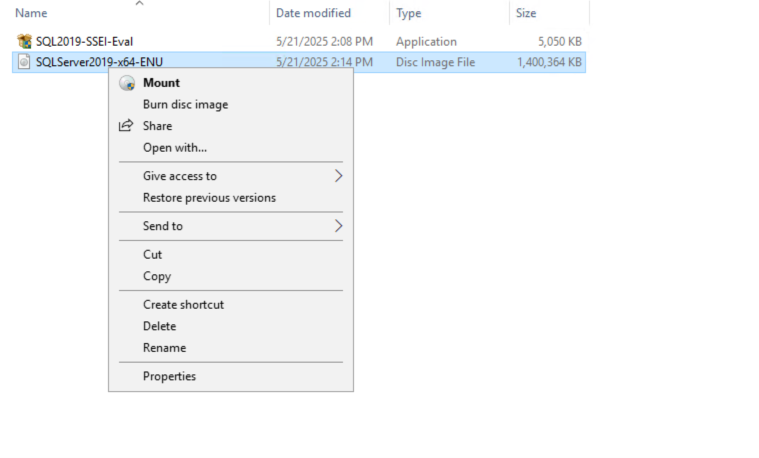 Name Date modified Type Size
SQL2019-SSEI-Eval 5/21/2025 2:08 PM Application 5,050 KB
SQLServer2019-x64-ENU 5/21/2025 2:14 PM Disc Image File 1,400,364 KB
Mount
Burn disc image
Share
Open with...
Give access to
Restore previous versions
Send to
Cut
Copy
Create shortcut
Delete
Rename
Properties